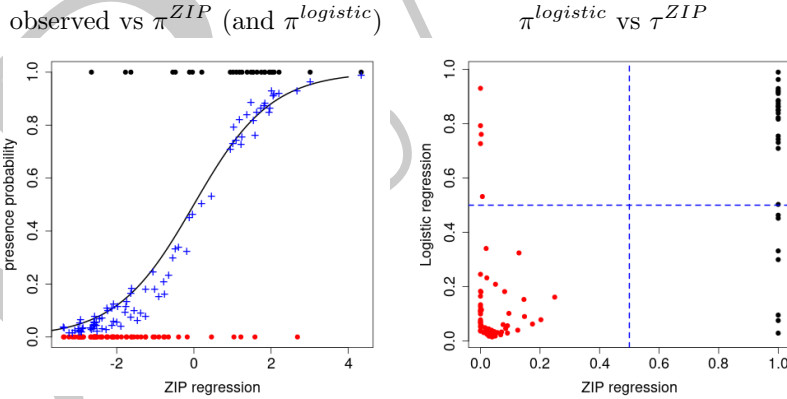 observed vs π^ZIP (and π^logistic)
π^logistic vs τ^ZIP
presence probability
0.0 0.2 0.4 0.6 0.8 1.0
-2 0 2 4
ZIP regression
Logistic regression
0.0 0.2 0.4 0.6 0.8 1.0
0.0 0.2 0.4 0.6 0.8 1.0
ZIP regression